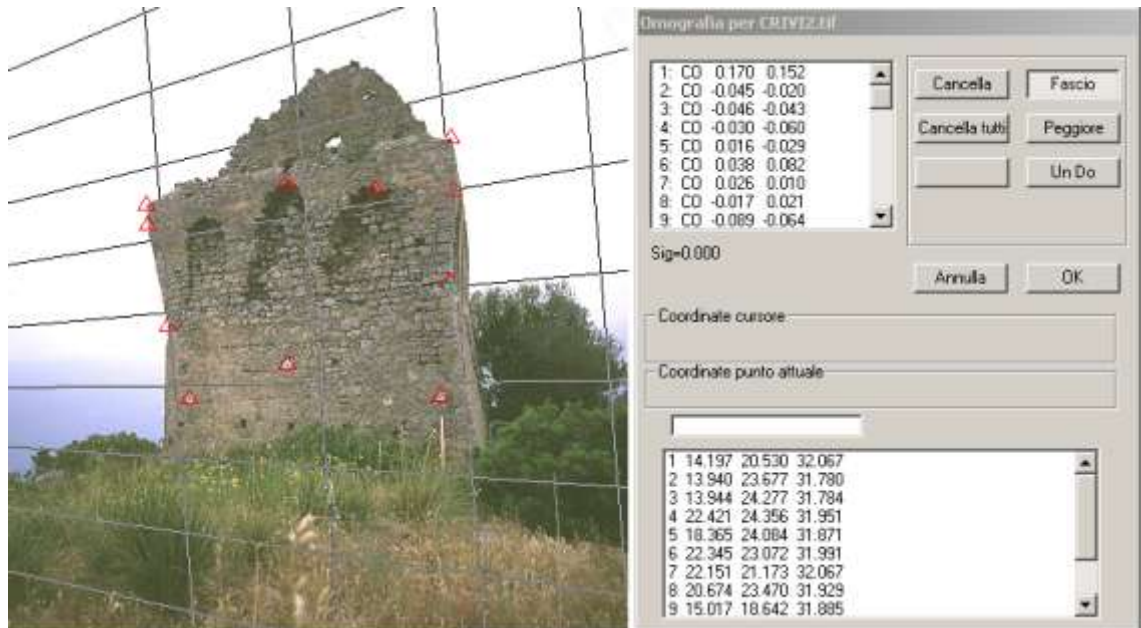 Omografia per CRIVI2.tif
1: CO 0.170 0.152
2: CO -0.045 -0.020
3: CO -0.046 -0.043
4: CO -0.030 -0.060
5: CO 0.016 -0.029
6: CO 0.038 0.082
7: CO 0.026 0.010
8: CO -0.017 0.021
9: CO -0.089 -0.064
Cancella
Fascio
Cancella tutti
Peggiore
Un Do
Sig=0.000
Annulla
OK
Coordinate cursore
Coordinate punto attuale
1 14.197 20.530 32.067
2 13.940 23.677 31.780
3 13.944 24.277 31.784
4 22.421 24.356 31.951
5 18.365 24.084 31.871
6 22.345 23.072 31.991
7 22.151 21.173 32.067
8 20.674 23.470 31.929
9 15.017 18.642 31.885